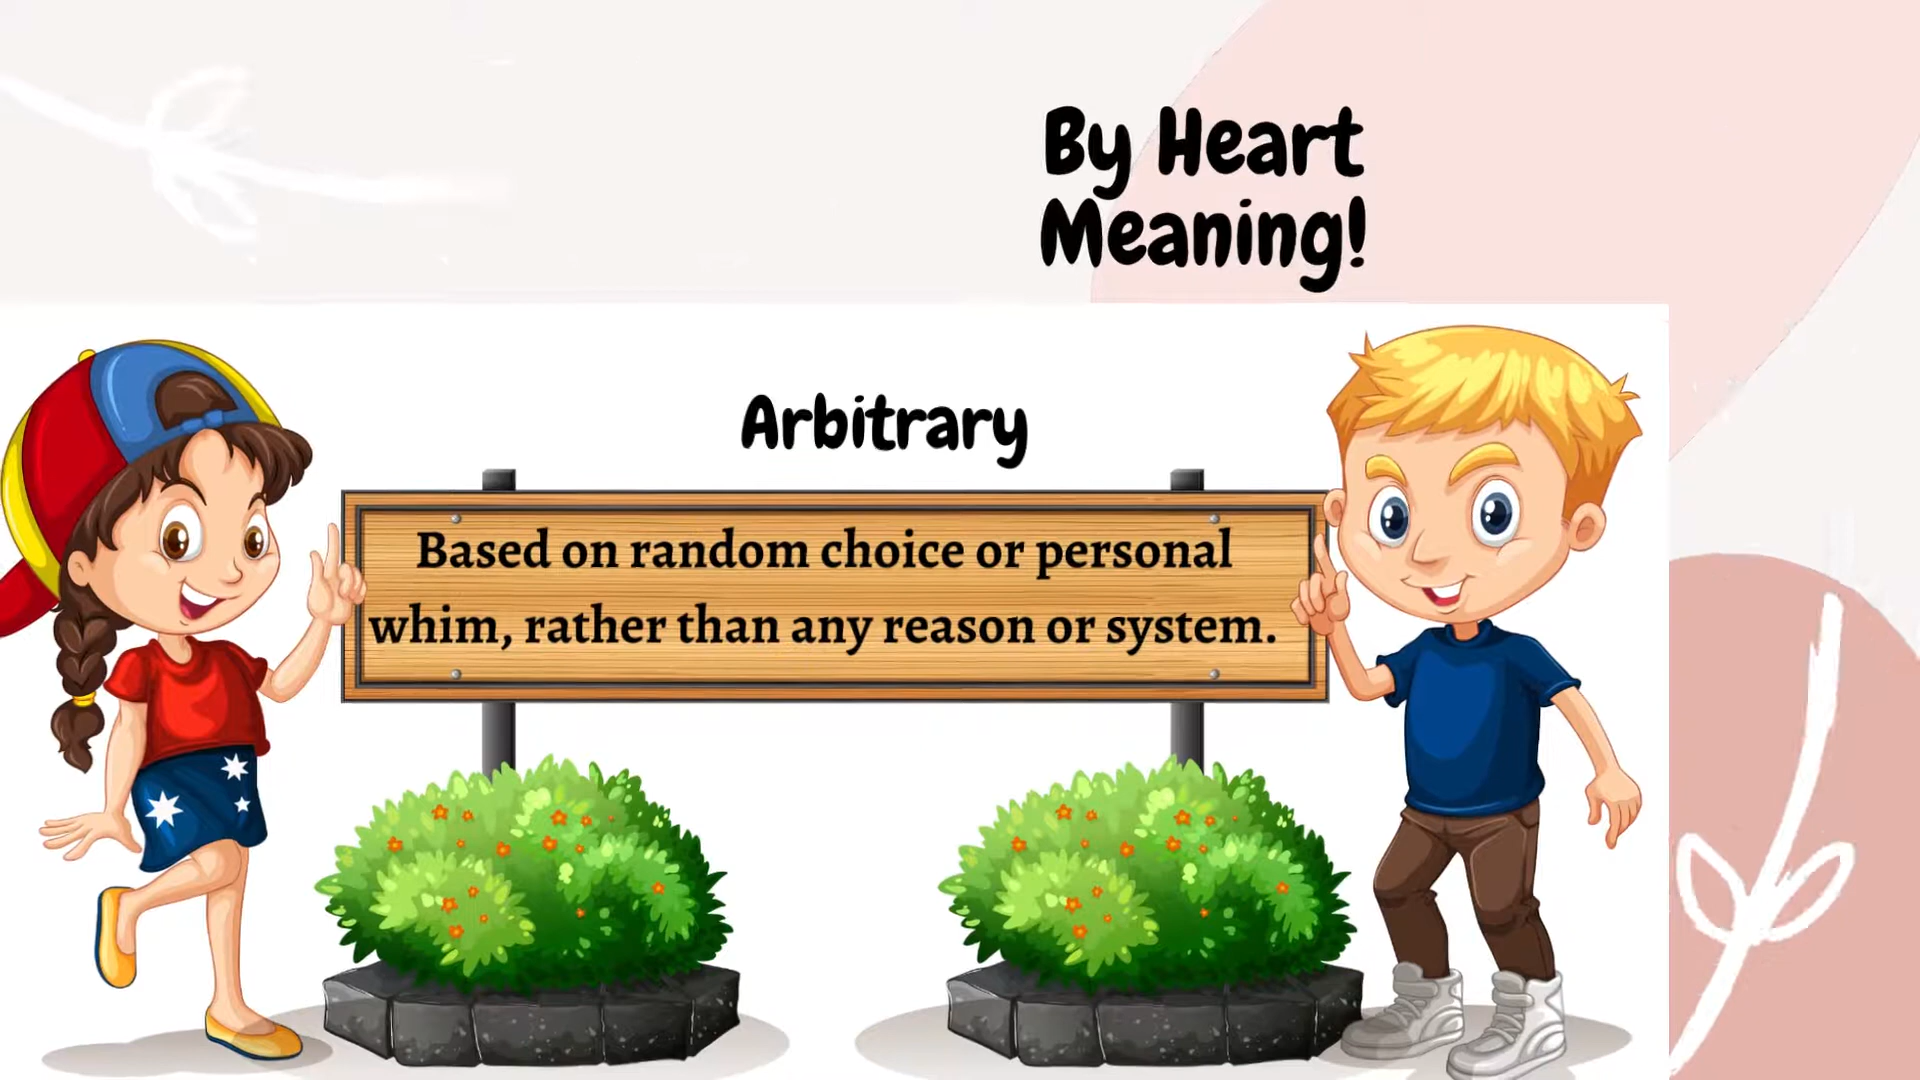 By Heart
Meaning!
Arbitrary
Based on random choice or personal
whim, rather than any reason or system.